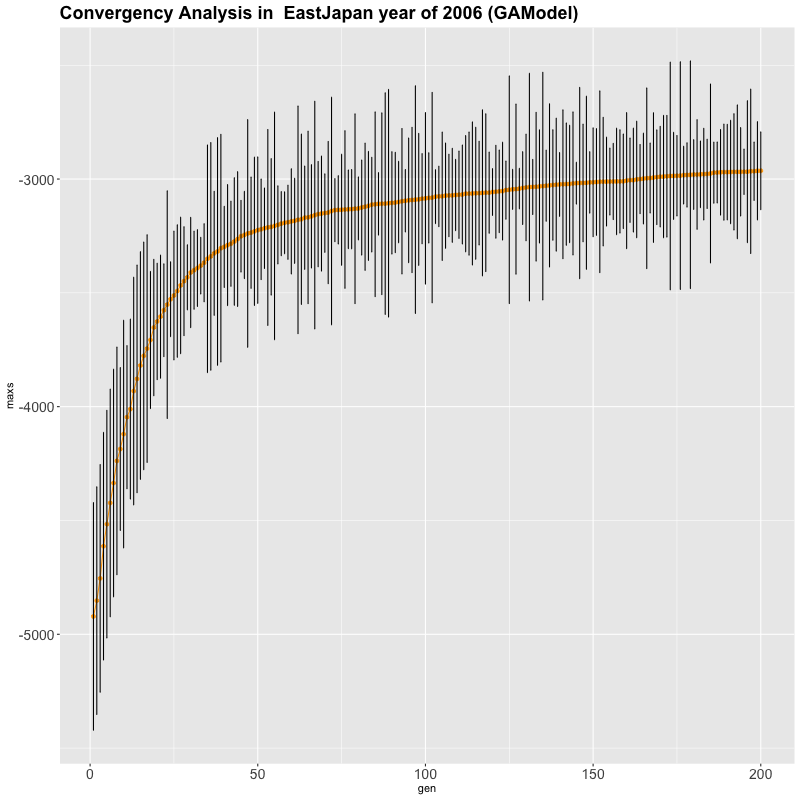 Convergency Analysis in  EastJapan year of 2006 (GAModel)
-3000
-4000
-5000
maxs
0 50 100 150 200
gen